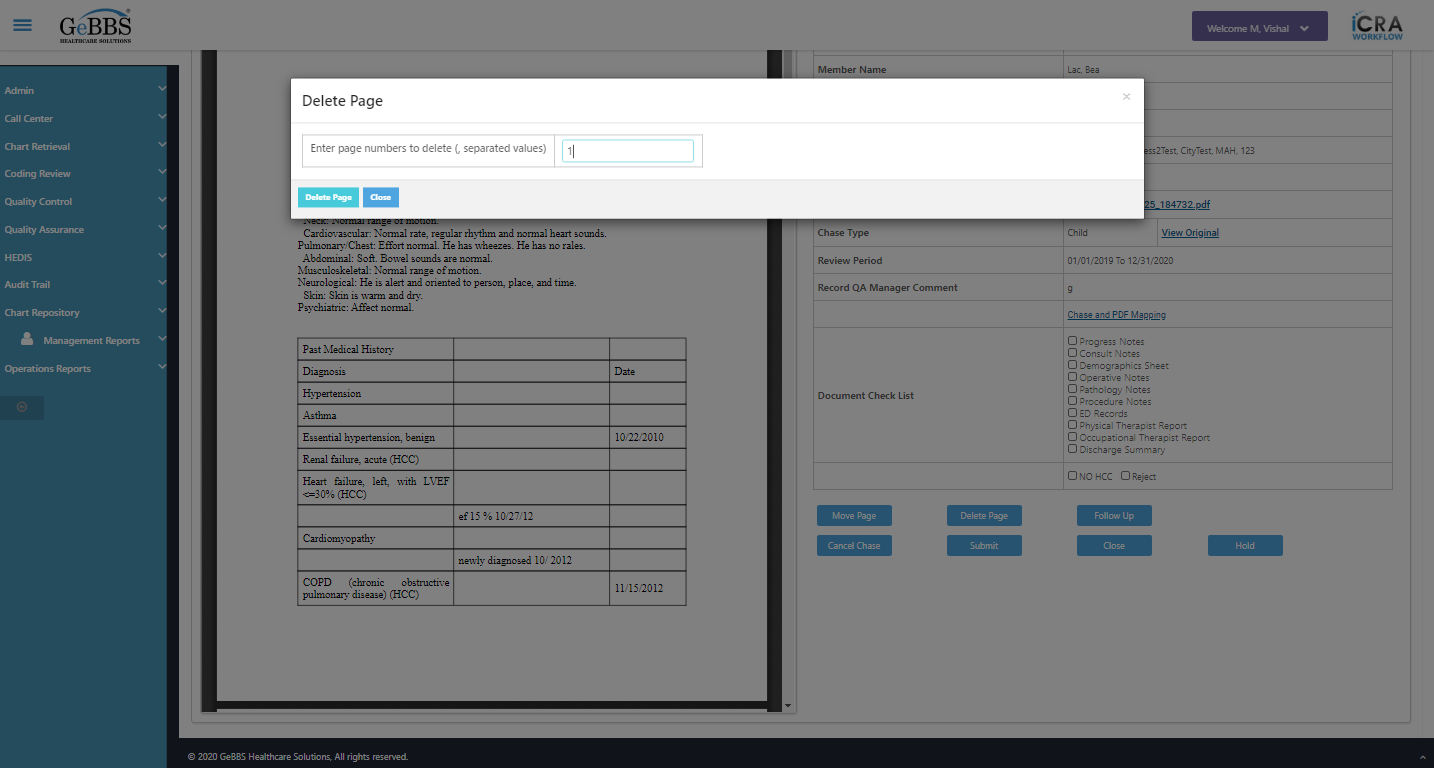 GeBBS
HEALTHCARE SOLUTIONS
Welcome M, Vishal
iCRA
WORKFLOW
Admin
Call Center
Chart Retrieval
Coding Review
Quality Control
Quality Assurance
HEDIS
Audit Trail
Chart Repository
Management Reports
Operations Reports
Delete Page
×
Enter page numbers to delete (, separated values) 1
Delete Page Close
Neck: Normal range of motion.
Cardiovascular: Normal rate, regular rhythm and normal heart sounds.
Pulmonary/Chest: Effort normal. He has wheezes. He has no rales.
Abdominal: Soft. Bowel sounds are normal.
Musculoskeletal: Normal range of motion.
Neurological: He is alert and oriented to person, place, and time.
Skin: Skin is warm and dry.
Psychiatric: Affect normal.
Past Medical History
Diagnosis Date
Hypertension
Asthma
Essential hypertension, benign 10/22/2010
Renal failure, acute (HCC)
Heart failure, left, with LVEF
<=30% (HCC)
ef 15 % 10/27/12
Cardiomyopathy
newly diagnosed 10/ 2012
COPD (chronic obstructive
pulmonary disease) (HCC) 11/15/2012
Member Name Lac, Bea
ess2Test, CityTest, MAH, 123
25_184732.pdf
Chase Type Child View Original
Review Period 01/01/2019 To 12/31/2020
Record QA Manager Comment g
Chase and PDF Mapping
Document Check List
Progress Notes
Consult Notes
Demographics Sheet
Operative Notes
Pathology Notes
Procedure Notes
ED Records
Physical Therapist Report
Occupational Therapist Report
Discharge Summary
NO HCC Reject
Move Page Delete Page Follow Up
Cancel Chase Submit Close Hold
© 2020 GeBBS Healthcare Solutions, All rights reserved.